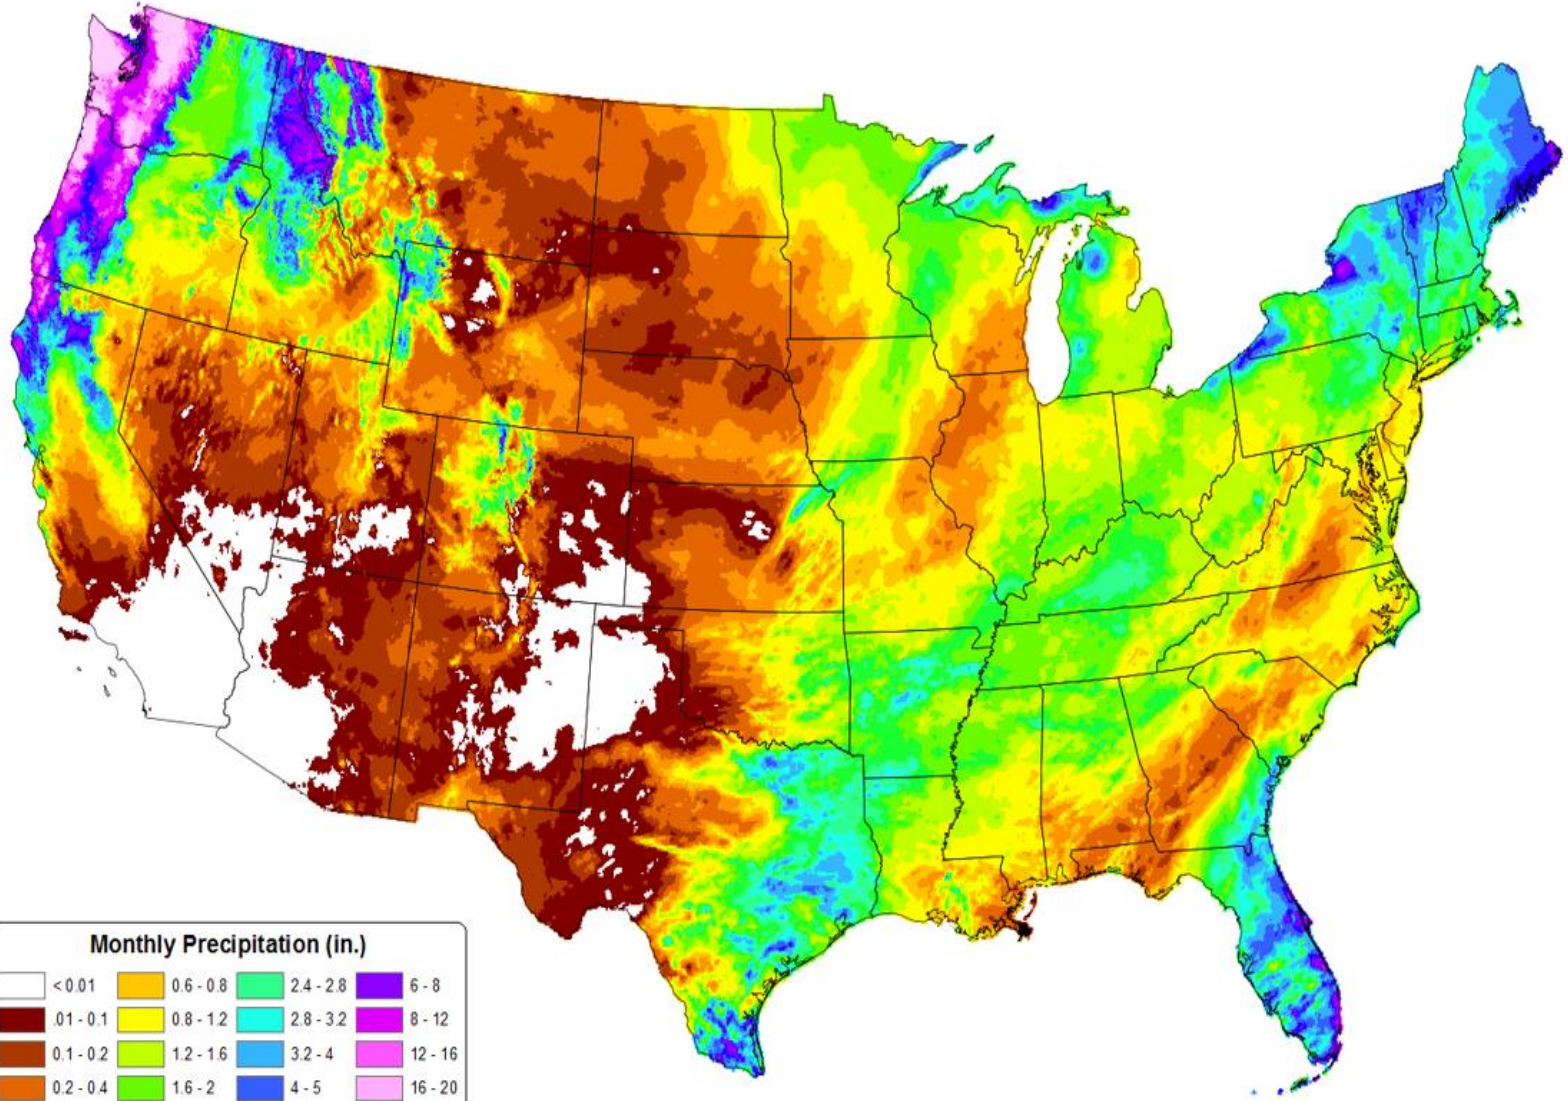 Monthly Precipitation (in.)
< 0.01 0.6 - 0.8 2.4 - 2.8 6 - 8
.01 - 0.1 0.8 - 1.2 2.8 - 3.2 8 - 12
0.1 - 0.2 1.2 - 1.6 3.2 - 4 12 - 16
0.2 - 0.4 1.6 - 2 4 - 5 16 - 20